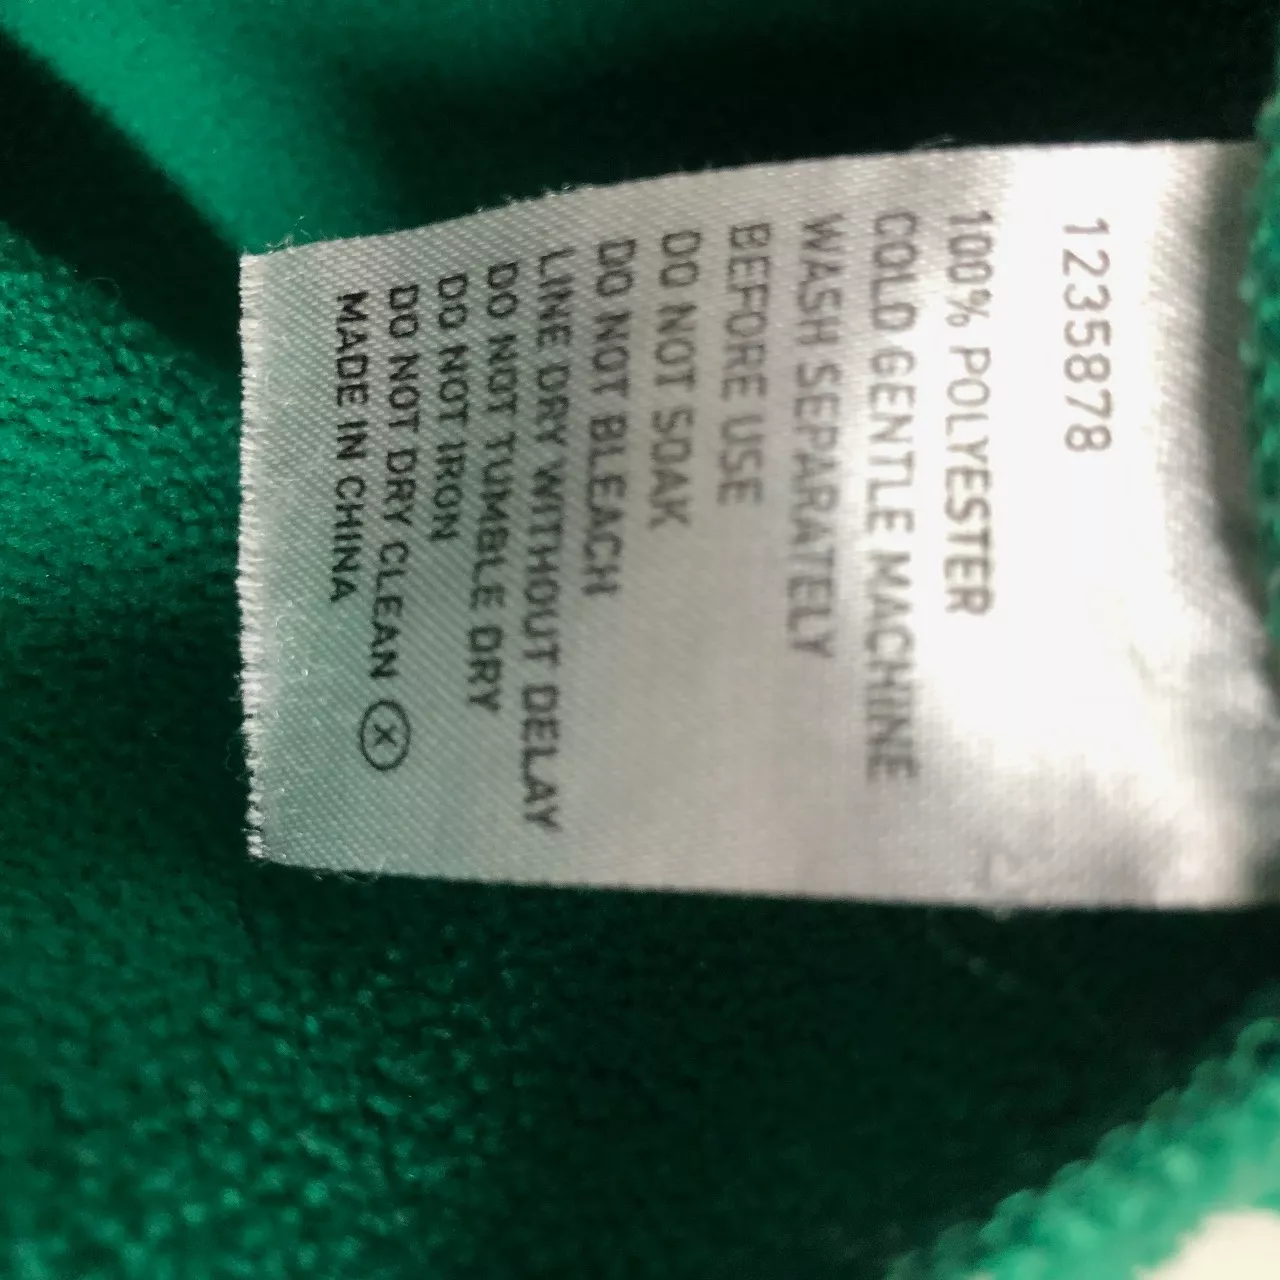 1235878
100% POLYESTER
COLD GENTLE MACHINE
WASH SEPARATELY
BEFORE USE
DO NOT SOAK
DO NOT BLEACH
LINE DRY WITHOUT DELAY
DO NOT TUMBLE DRY
DO NOT IRON
DO NOT DRY CLEAN X
MADE IN CHINA